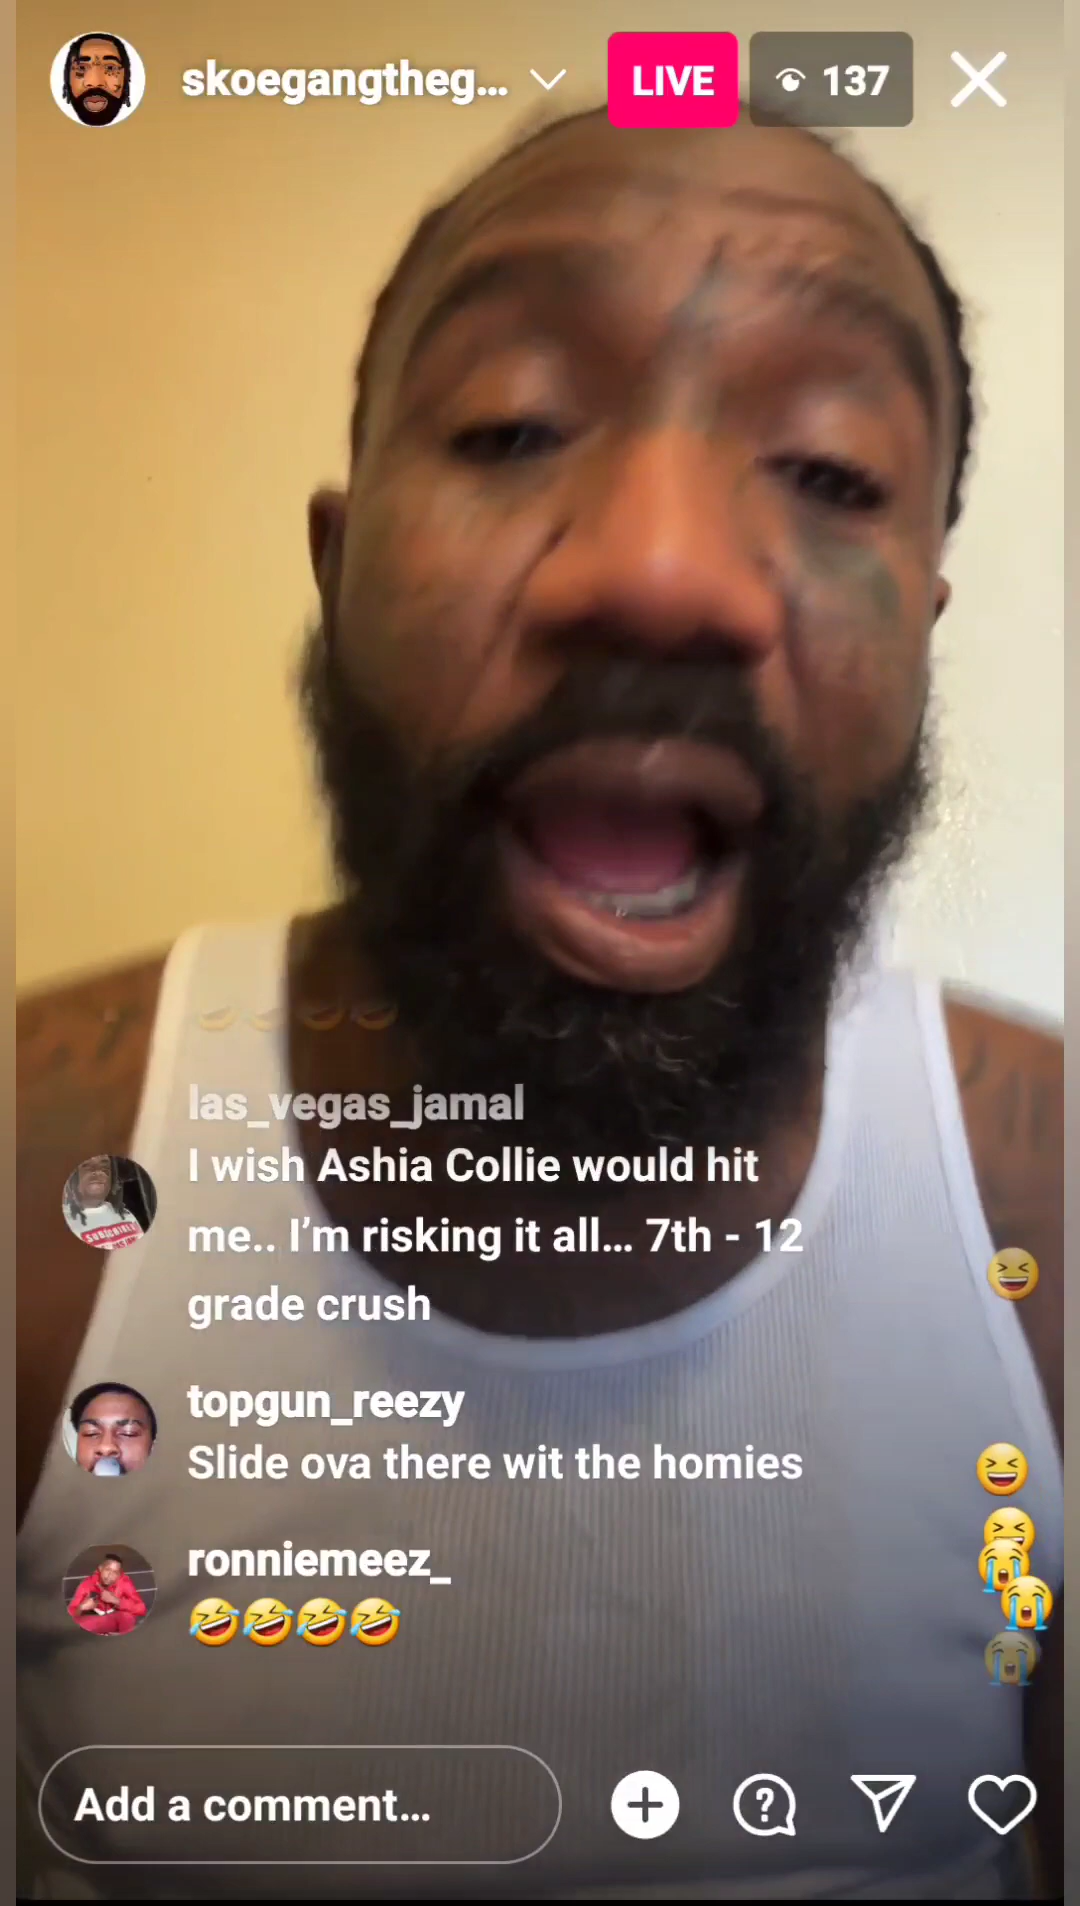 skoegangtheg...
LIVE
137
las_vegas_jamal
I wish Ashia Collie would hit
me.. I’m risking it all... 7th - 12
grade crush
topgun_reezy
Slide ova there wit the homies
ronniemeez_
🤣🤣🤣🤣
Add a comment...